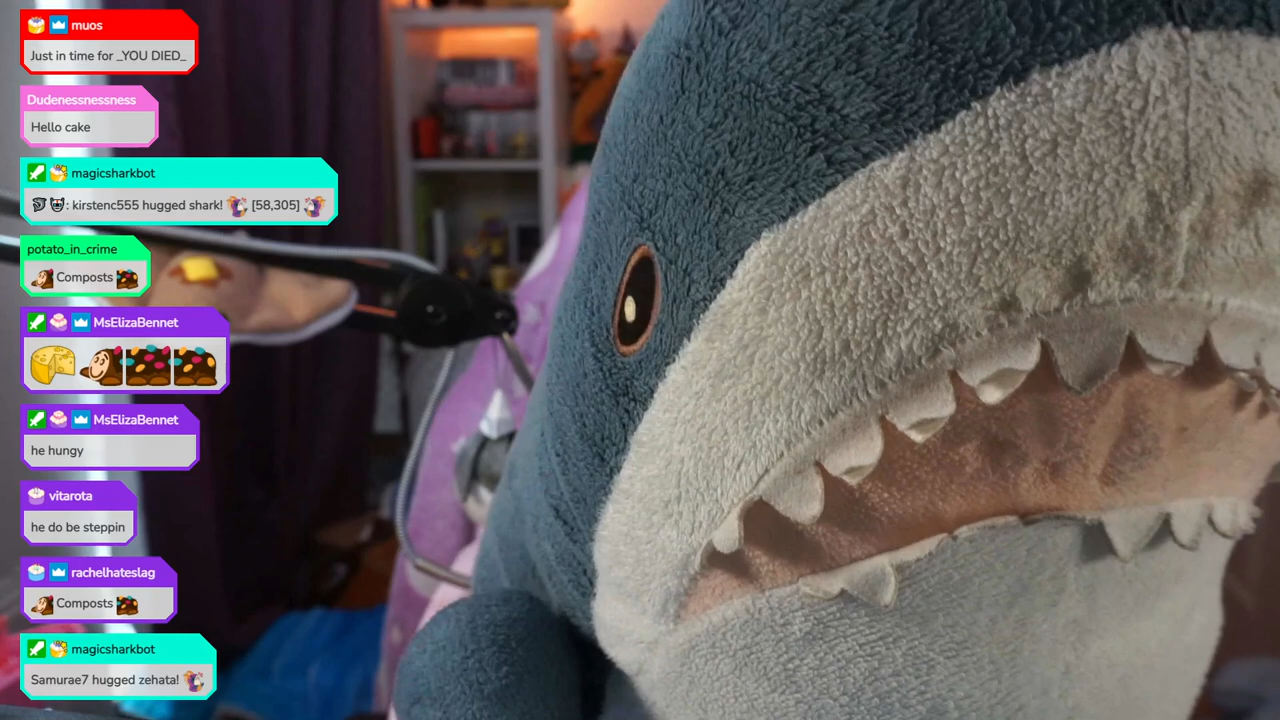 muos
Just in time for _YOU DIED_
Dudenessnessness
Hello cake
magicsharkbot
: kirstenc555 hugged shark! [58,305]
potato_in_crime
Composts
MsElizaBennet
MsElizaBennet
he hungy
vitarota
he do be steppin
rachelhateslag
Composts
magicsharkbot
Samurae7 hugged zehata!